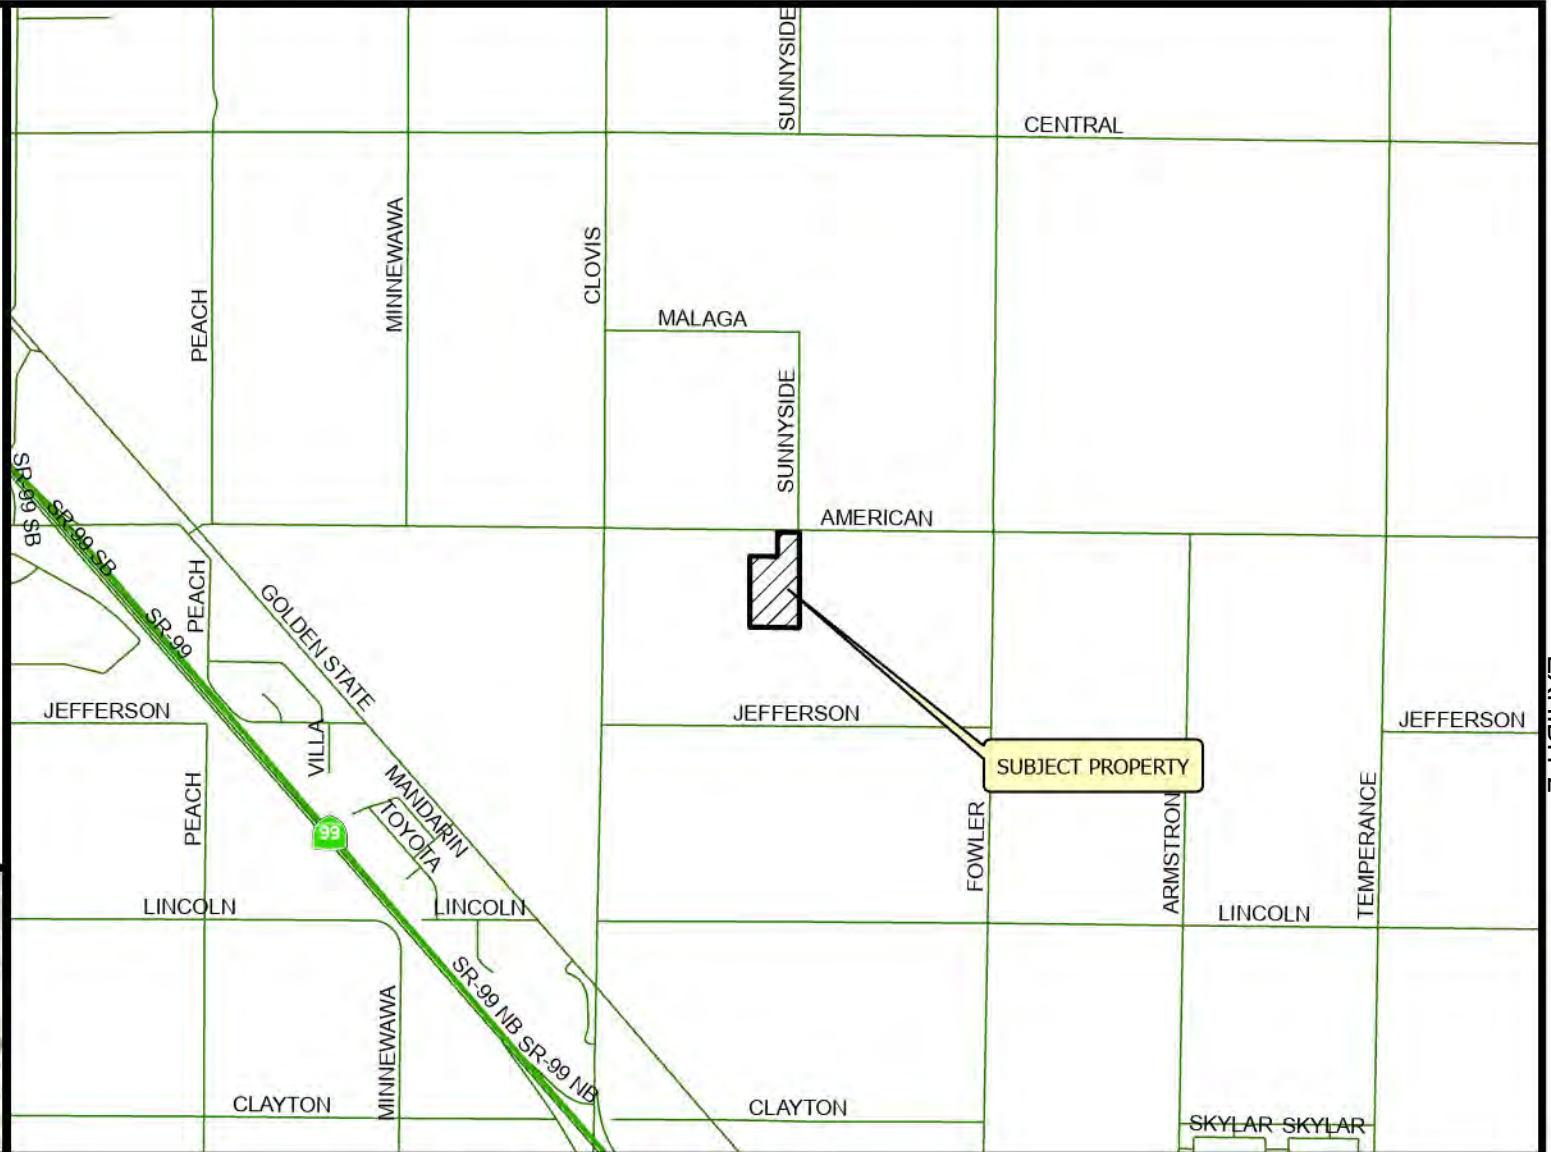 SUNNYSIDE
CENTRAL
MINNEWAWA
CLOVIS
PEACH
MALAGA
SUNNYSIDE
AMERICAN
SR-99 SB
SR-99 SB
PEACH
GOLDEN STATE
SR-99
JEFFERSON
JEFFERSON
JEFFERSON
VILLA
SUBJECT PROPERTY
PEACH
MANDARIN
TOYOTA
99
FOWLER
ARMSTRON
TEMPERANCE
LINCOLN
LINCOLN
LINCOLN
SR-99 NB
SR-99 NB
MINNEWAWA
CLAYTON
CLAYTON
SKYLAR
SKYLAR